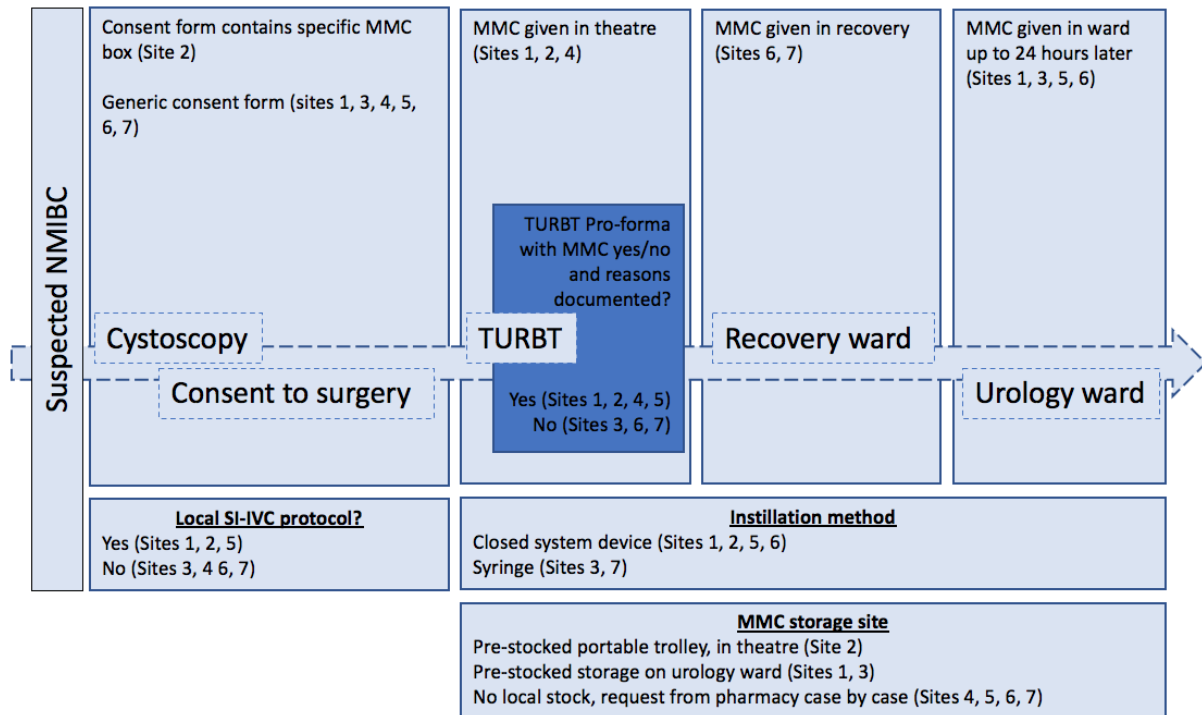 Suspected NMIBC
Consent form contains specific MMC
box (Site 2)
Generic consent form (sites 1, 3, 4, 5,
6, 7)
MMC given in theatre
(Sites 1, 2, 4)
MMC given in recovery
(Sites 6, 7)
MMC given in ward
up to 24 hours later
(Sites 1, 3, 5, 6)
TURBT Pro-forma
with MMC yes/no
and reasons
documented?
Cystoscopy
Consent to surgery
TURBT
Yes (Sites 1, 2, 4, 5)
No (Sites 3, 6, 7)
Recovery ward
Urology ward
Local SI-IVC protocol?
Yes (Sites 1, 2, 5)
No (Sites 3, 4 6, 7)
Instillation method
Closed system device (Sites 1, 2, 5, 6)
Syringe (Sites 3, 7)
MMC storage site
Pre-stocked portable trolley, in theatre (Site 2)
Pre-stocked storage on urology ward (Sites 1, 3)
No local stock, request from pharmacy case by case (Sites 4, 5, 6, 7)